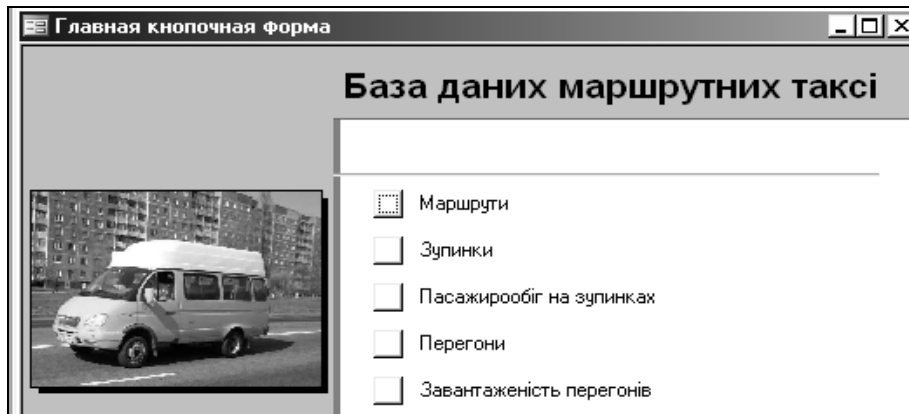 Главная кнопочная форма
База даних маршрутних таксі
Маршрути
Зупинки
Пасажирообіг на зупинках
Перегони
Завантаженість перегонів